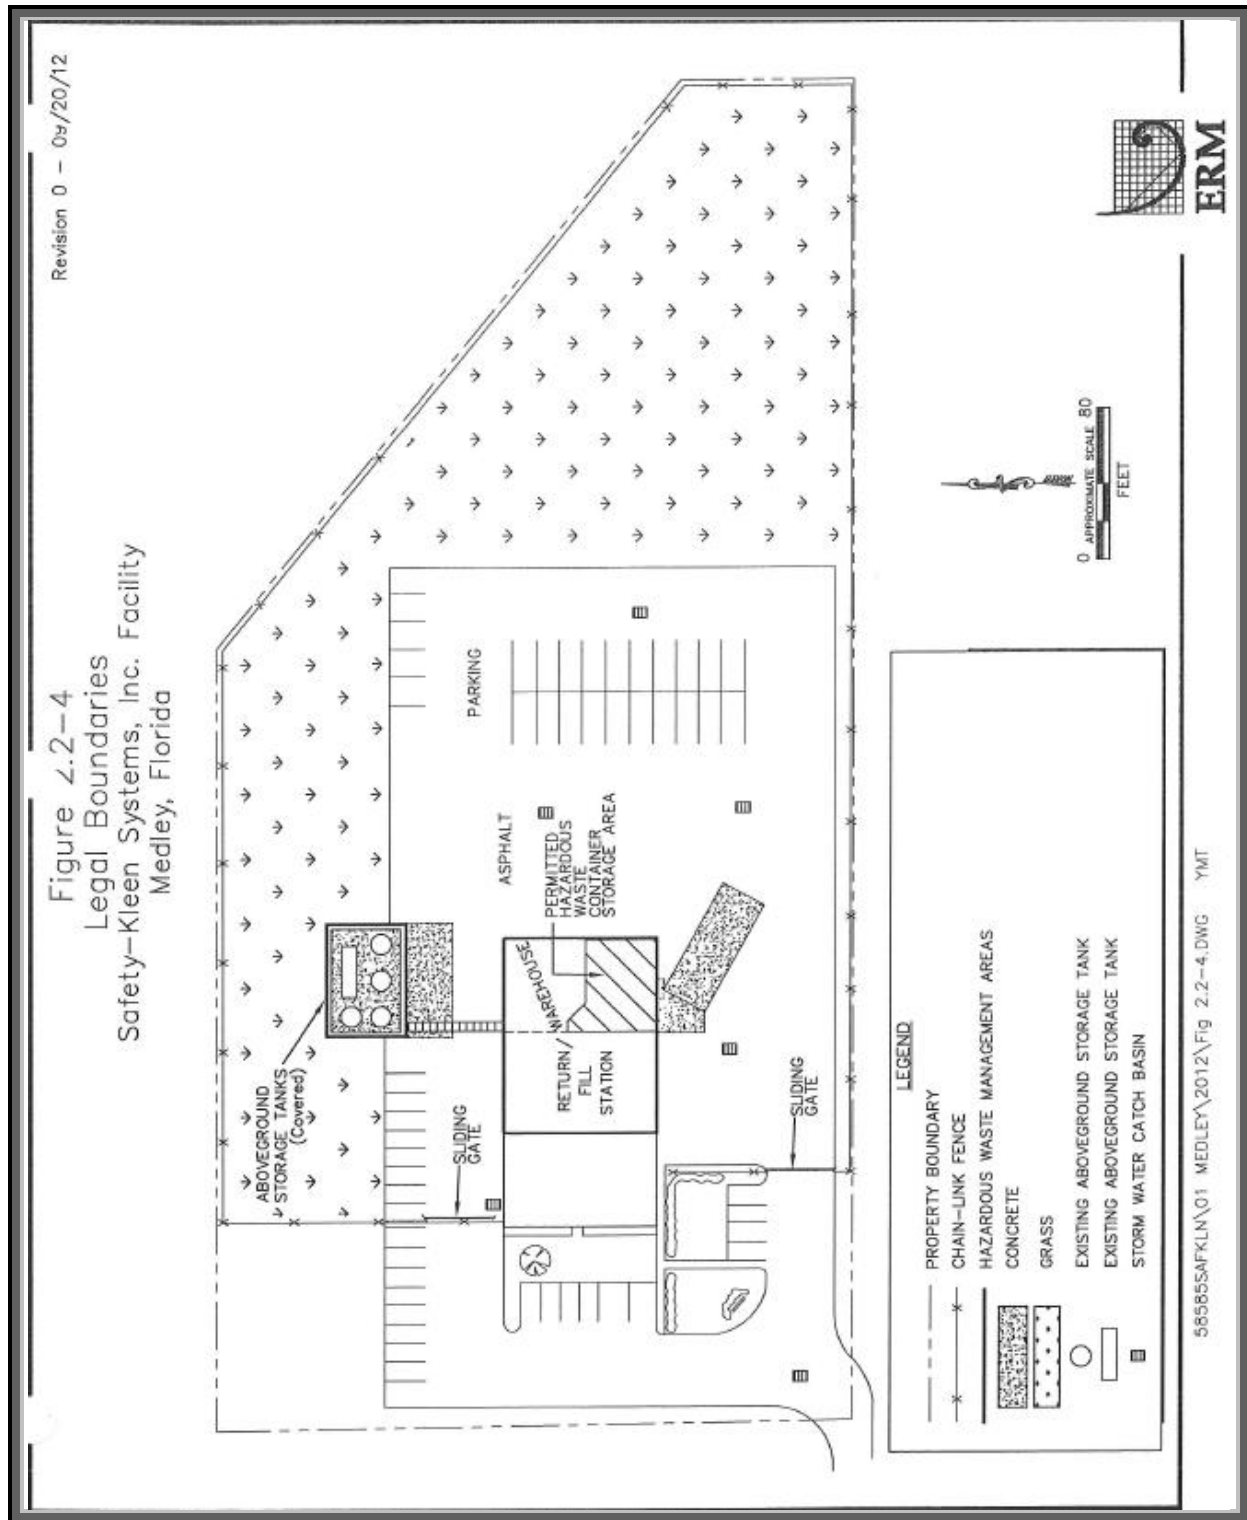 Revision 0 – 09/20/12
Figure 2.2–4
Legal Boundaries
Safety–Kleen Systems, Inc. Facility
Medley, Florida
ABOVEGROUND
STORAGE TANKS
(Covered)
SLIDING
GATE
RETURN/
FILL
STATION
WAREHOUSE
ASPHALT
PERMITTED
HAZARDOUS
WASTE
CONTAINER
STORAGE AREA
PARKING
SLIDING
GATE
LEGEND
PROPERTY BOUNDARY
CHAIN–LINK FENCE
HAZARDOUS WASTE MANAGEMENT AREAS
CONCRETE
GRASS
EXISTING ABOVEGROUND STORAGE TANK
EXISTING ABOVEGROUND STORAGE TANK
STORM WATER CATCH BASIN
0 APPROXIMATE SCALE 80
FEET
58585SAFKLN\01 MEDLEY\2012\Fig 2.2-4.DWG YMT
ERM